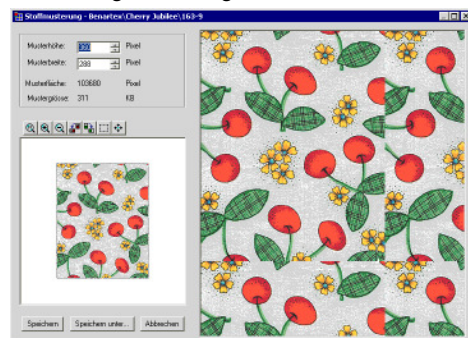 Stoffmusterung - Benartex\Cherry Jubilee\163-9
Musterhöhe: 360 Pixel
Musterbreite: 288 Pixel
Musterfläche: 103680 Pixel
Mustergrösse: 311 KB
Speichern Speichern unter... Abbrechen